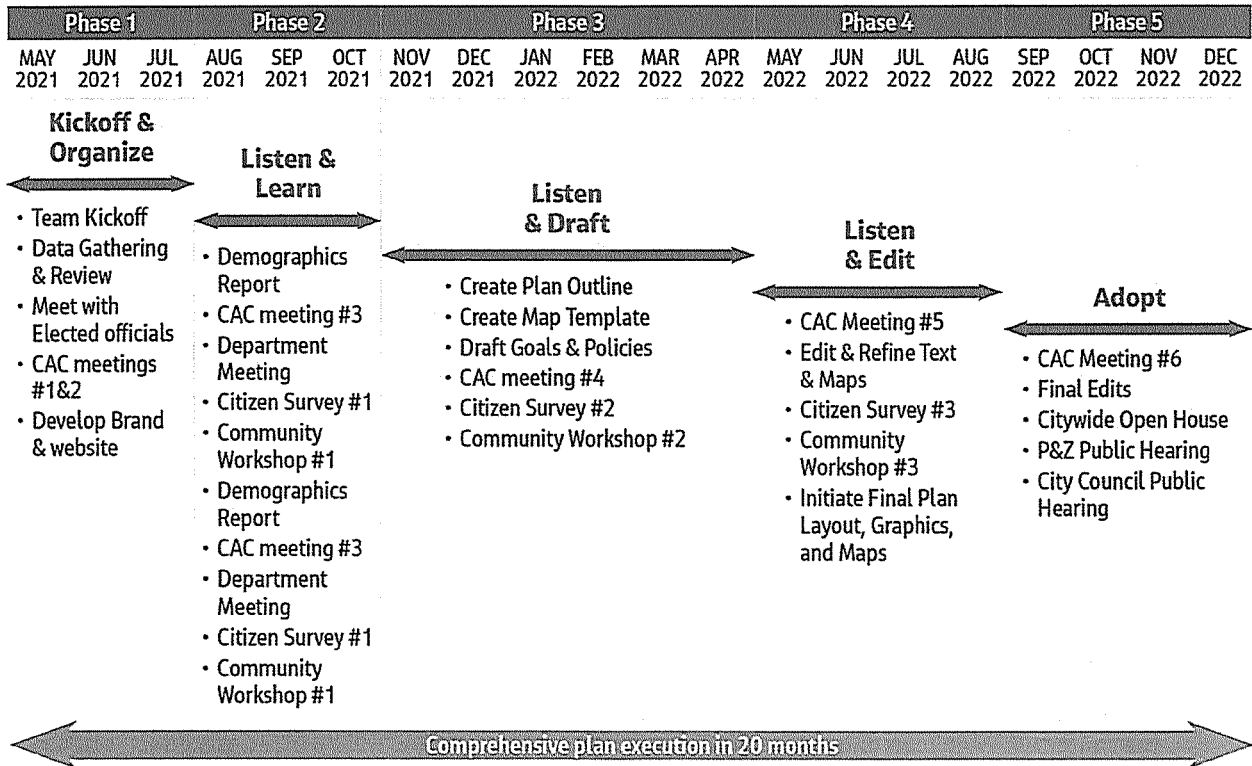 Phase 1 Phase 2 Phase 3 Phase 4 Phase 5
MAY JUN JUL AUG SEP OCT NOV DEC JAN FEB MAR APR MAY JUN JUL AUG SEP OCT NOV DEC
2021 2021 2021 2021 2021 2021 2021 2021 2022 2022 2022 2022 2022 2022 2022 2022 2022 2022 2022 2022
Kickoff &
Organize
• Team Kickoff
• Data Gathering
& Review
• Meet with
Elected officials
• CAC meetings
#1&2
• Develop Brand
& website
Listen &
Learn
• Demographics
Report
• CAC meeting #3
• Department
Meeting
• Citizen Survey #1
• Community
Workshop #1
• Demographics
Report
• CAC meeting #3
• Department
Meeting
• Citizen Survey #1
• Community
Workshop #1
Listen
& Draft
• Create Plan Outline
• Create Map Template
• Draft Goals & Policies
• CAC meeting #4
• Citizen Survey #2
• Community Workshop #2
Listen
& Edit
• CAC Meeting #5
• Edit & Refine Text
& Maps
• Citizen Survey #3
• Community
Workshop #3
• Initiate Final Plan
Layout, Graphics,
and Maps
Adopt
• CAC Meeting #6
• Final Edits
• Citywide Open House
• P&Z Public Hearing
• City Council Public
Hearing
Comprehensive plan execution in 20 months